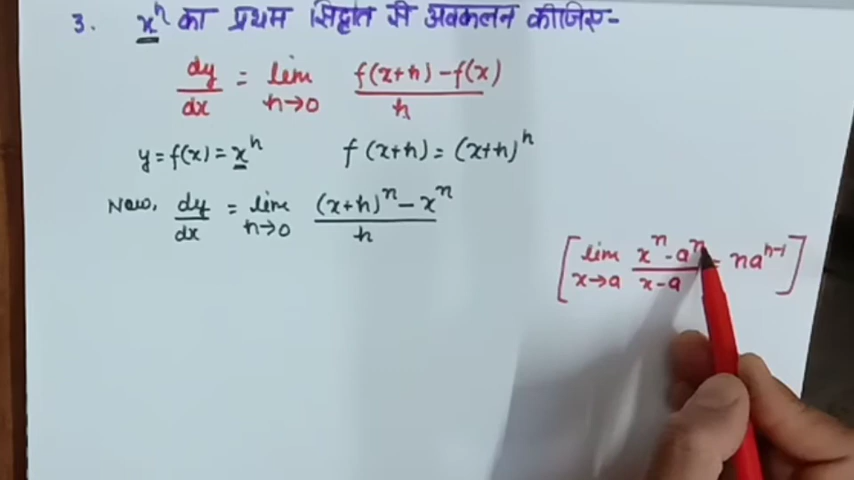 3. xⁿ का प्रथम सिद्धांत से अवकलन कीजिए-
dy/dx = lim h→0 f(x+h) - f(x) / h
y = f(x) = xⁿ f(x+h) = (x+h)ⁿ
Now, dy/dx = lim h→0 (x+h)ⁿ - xⁿ / h
[lim x→a xⁿ - aⁿ / x-a = naⁿ⁻¹]